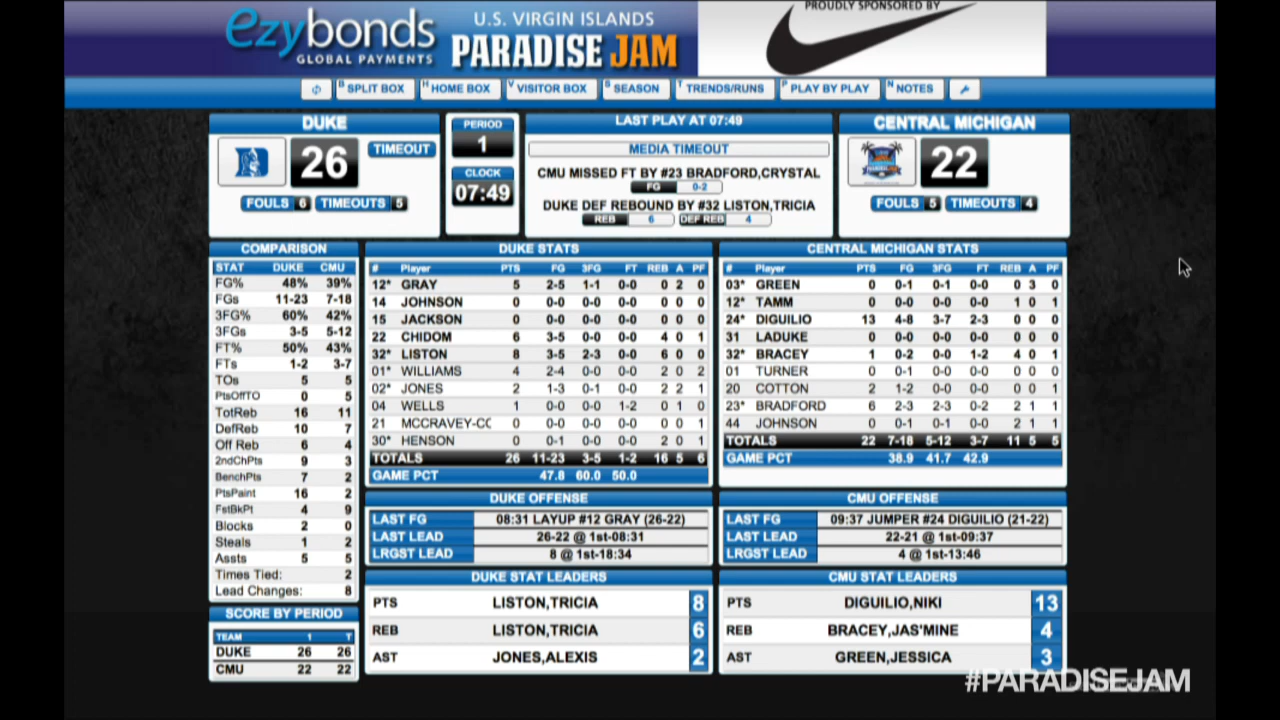 PROUDLY SPONSORED BY
ezybonds
GLOBAL PAYMENTS
U.S. VIRGIN ISLANDS
PARADISE JAM
B SPLIT BOX
H HOME BOX
V VISITOR BOX
S SEASON
T TRENDS/RUNS
P PLAY BY PLAY
N NOTES
DUKE
26
TIMEOUT
FOULS 6 TIMEOUTS 5
PERIOD
1
CLOCK
07:49
LAST PLAY AT 07:49
MEDIA TIMEOUT
CMU MISSED FT BY #23 BRADFORD,CRYSTAL
FG 0-2
DUKE DEF REBOUND BY #32 LISTON,TRICIA
REB 6 DEF REB 4
CENTRAL MICHIGAN
22
FOULS 5 TIMEOUTS 4
COMPARISON
STAT DUKE CMU
FG% 48% 39%
FGs 11-23 7-18
3FG% 60% 42%
3FGs 3-5 5-12
FT% 50% 43%
FTs 1-2 3-7
TOs 5 5
PtsOffTO 0 5
TotReb 16 11
DefReb 10 7
Off Reb 6 4
2ndChPts 9 3
BenchPts 7 2
PtsPaint 16 2
FstBkPt 4 9
Blocks 2 0
Steals 1 2
Assts 5 5
Times Tied: 2
Lead Changes: 8
SCORE BY PERIOD
TEAM 1 T
DUKE 26 26
CMU 22 22
DUKE STATS
# Player PTS FG 3FG FT REB A PF
12* GRAY 5 2-5 1-1 0-0 0 2 0
14 JOHNSON 0 0-0 0-0 0-0 0 0 0
15 JACKSON 0 0-0 0-0 0-0 0 0 0
22 CHIDOM 6 3-5 0-0 0-0 4 0 1
32* LISTON 8 3-5 2-3 0-0 6 0 0
01* WILLIAMS 4 2-4 0-0 0-0 2 0 2
02* JONES 2 1-3 0-1 0-0 2 2 1
04 WELLS 1 0-0 0-0 1-2 0 1 0
21 MCCRAVEY-CC 0 0-0 0-0 0-0 0 0 1
30* HENSON 0 0-1 0-0 0-0 2 0 1
TOTALS 26 11-23 3-5 1-2 16 5 6
GAME PCT 47.8 60.0 50.0
CENTRAL MICHIGAN STATS
# Player PTS FG 3FG FT REB A PF
03* GREEN 0 0-1 0-1 0-0 0 3 0
12* TAMM 0 0-0 0-0 0-0 1 0 1
24* DIGUILIO 13 4-8 3-7 2-3 0 0 0
31 LADUKE 0 0-0 0-0 0-0 0 0 0
32* BRACEY 1 0-2 0-0 1-2 4 0 1
01 TURNER 0 0-1 0-0 0-0 0 0 0
20 COTTON 2 1-2 0-0 0-0 0 0 1
23* BRADFORD 6 2-3 2-3 0-2 2 1 1
44 JOHNSON 0 0-1 0-1 0-0 2 1 1
TOTALS 22 7-18 5-12 3-7 11 5 5
GAME PCT 38.9 41.7 42.9
DUKE OFFENSE
LAST FG 08:31 LAYUP #12 GRAY (26-22)
LAST LEAD 26-22 @ 1st-08:31
LRGST LEAD 8 @ 1st-18:34
CMU OFFENSE
LAST FG 09:37 JUMPER #24 DIGUILIO (21-22)
LAST LEAD 22-21 @ 1st-09:37
LRGST LEAD 4 @ 1st-13:46
DUKE STAT LEADERS
PTS LISTON,TRICIA 8
REB LISTON,TRICIA 6
AST JONES,ALEXIS 2
CMU STAT LEADERS
PTS DIGUILIO,NIKI 13
REB BRACEY,JAS'MINE 4
AST GREEN,JESSICA 3
#PARADISEJAM